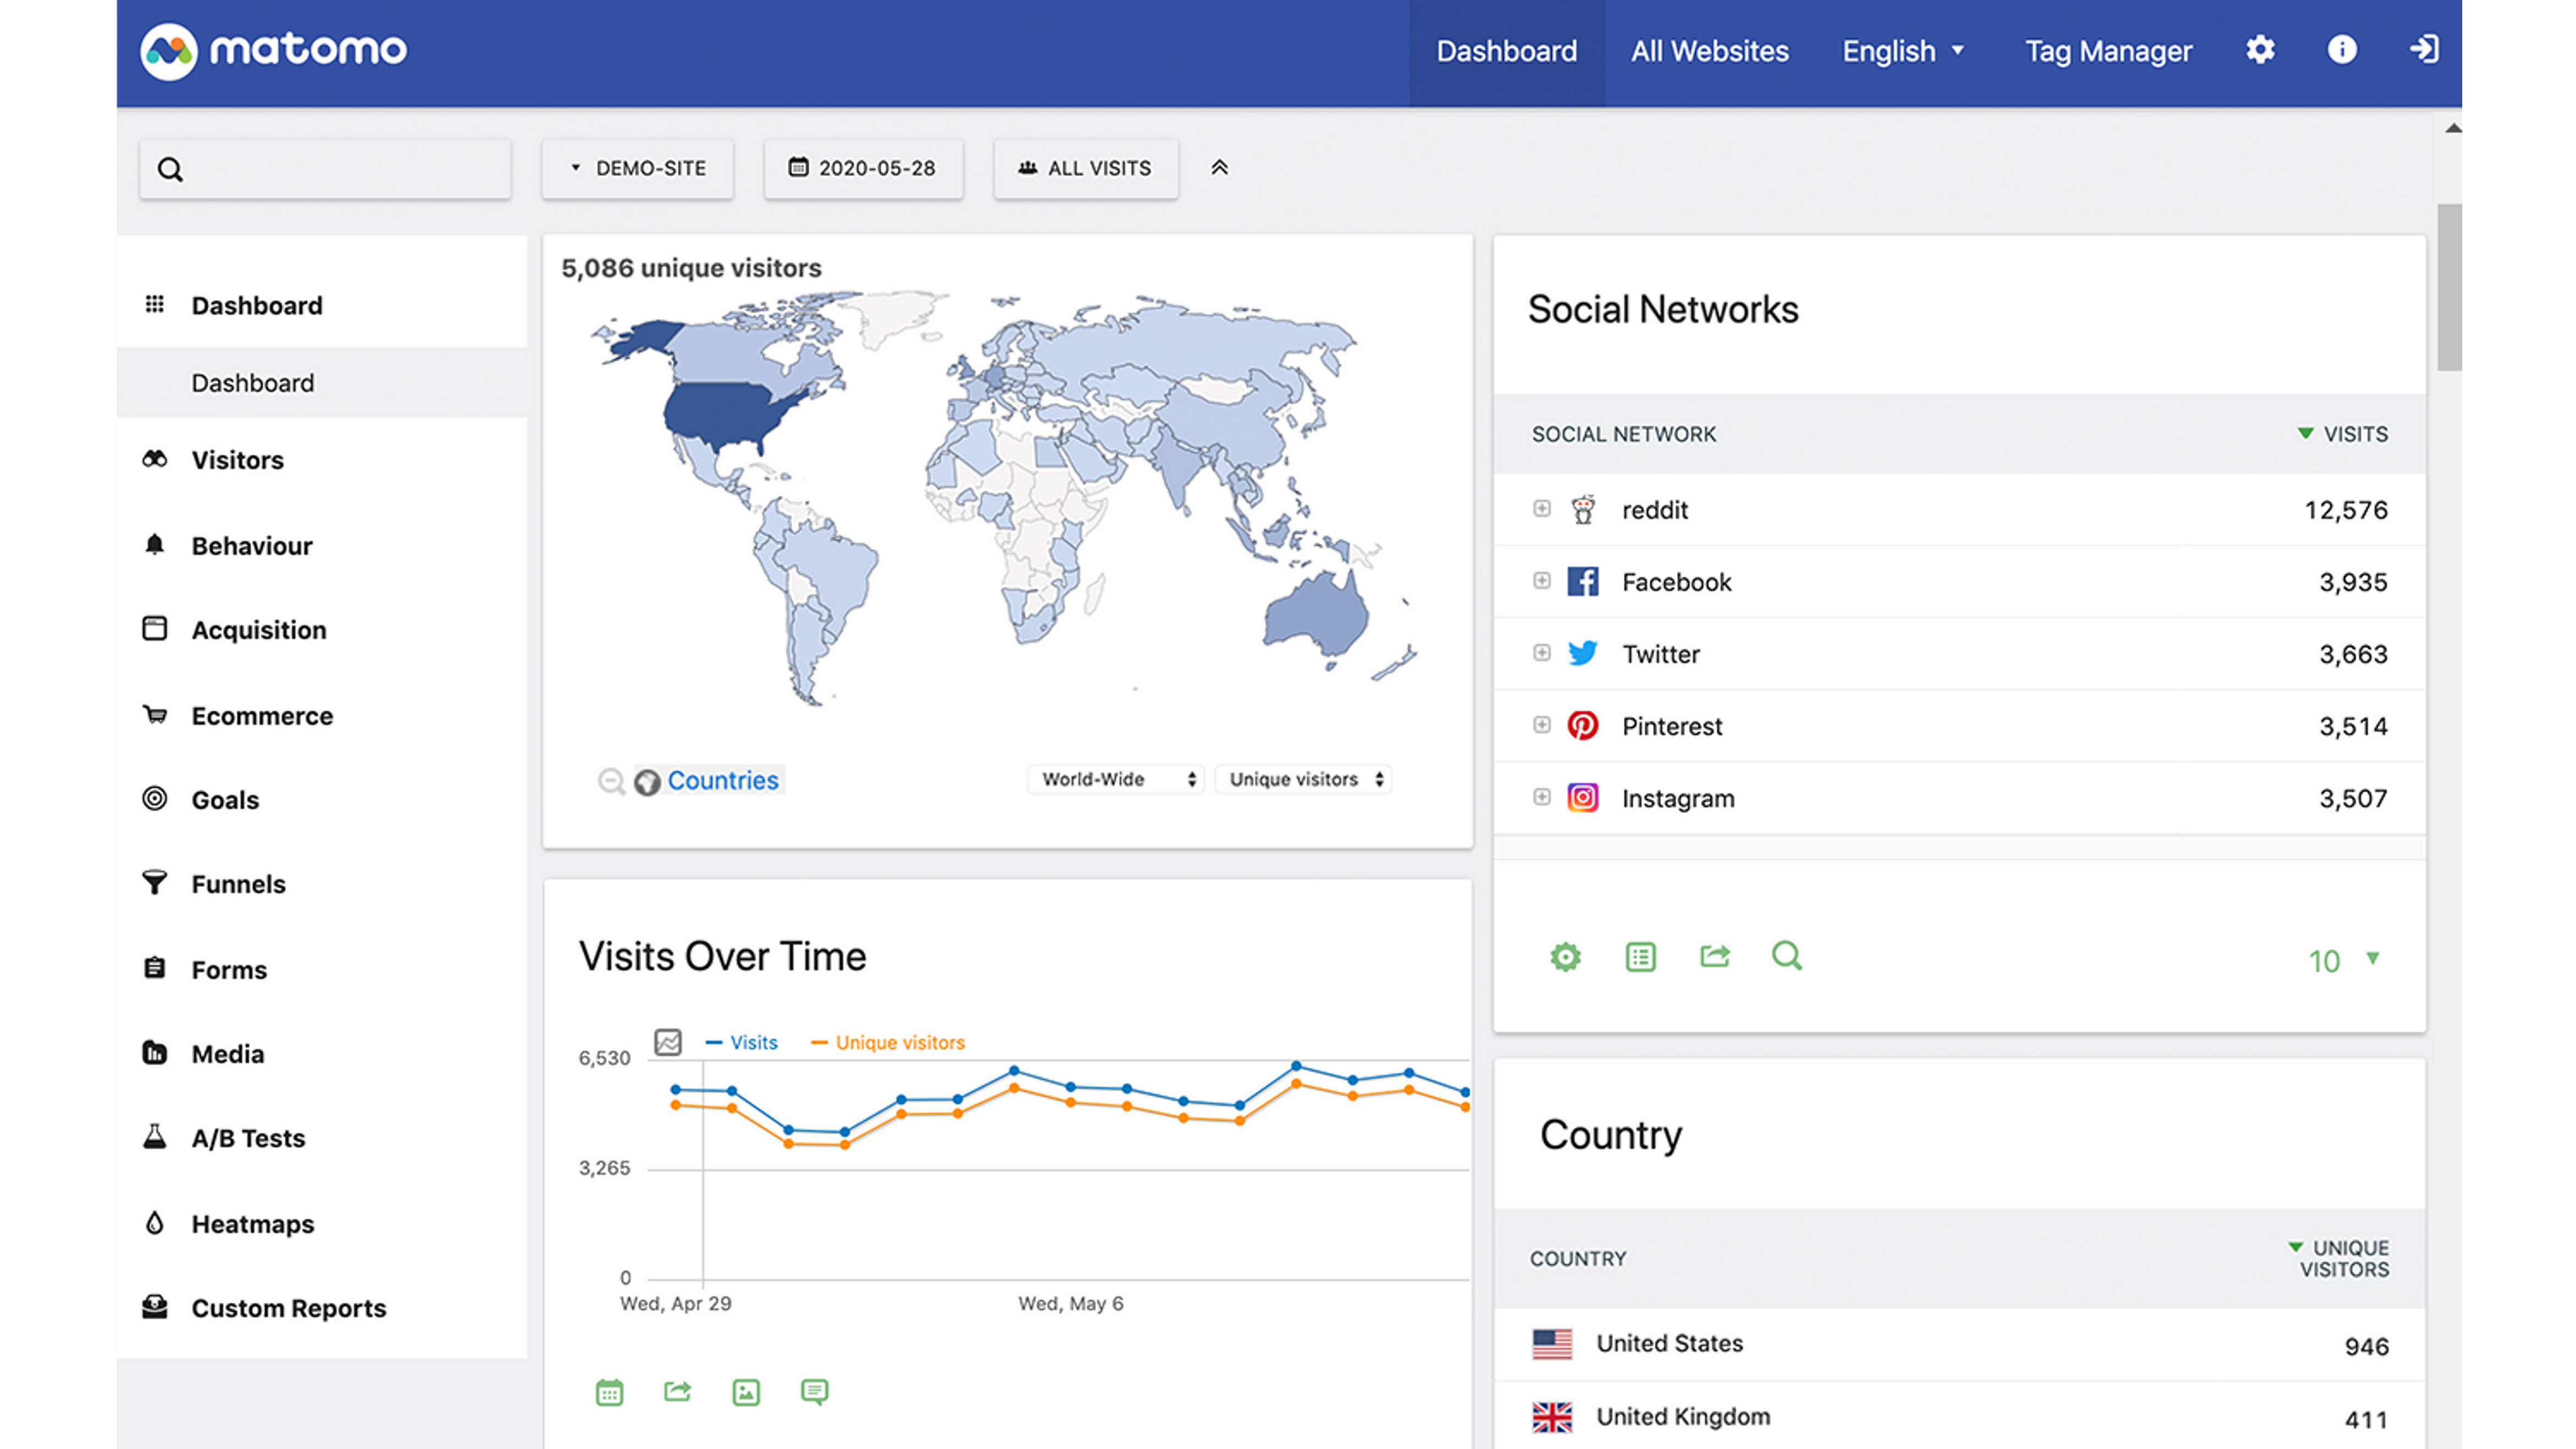 matomo
Dashboard
All Websites
English
Tag Manager
DEMO-SITE
2020-05-28
ALL VISITS
Dashboard
Dashboard
Visitors
Behaviour
Acquisition
Ecommerce
Goals
Funnels
Forms
Media
A/B Tests
Heatmaps
Custom Reports
5,086 unique visitors
Countries
World-Wide
Unique visitors
Visits Over Time
Visits
Unique visitors
6,530
3,265
0
Wed, Apr 29
Wed, May 6
Social Networks
SOCIAL NETWORK VISITS
reddit 12,576
Facebook 3,935
Twitter 3,663
Pinterest 3,514
Instagram 3,507
10
Country
COUNTRY
UNIQUE
VISITORS
United States 946
United Kingdom 411